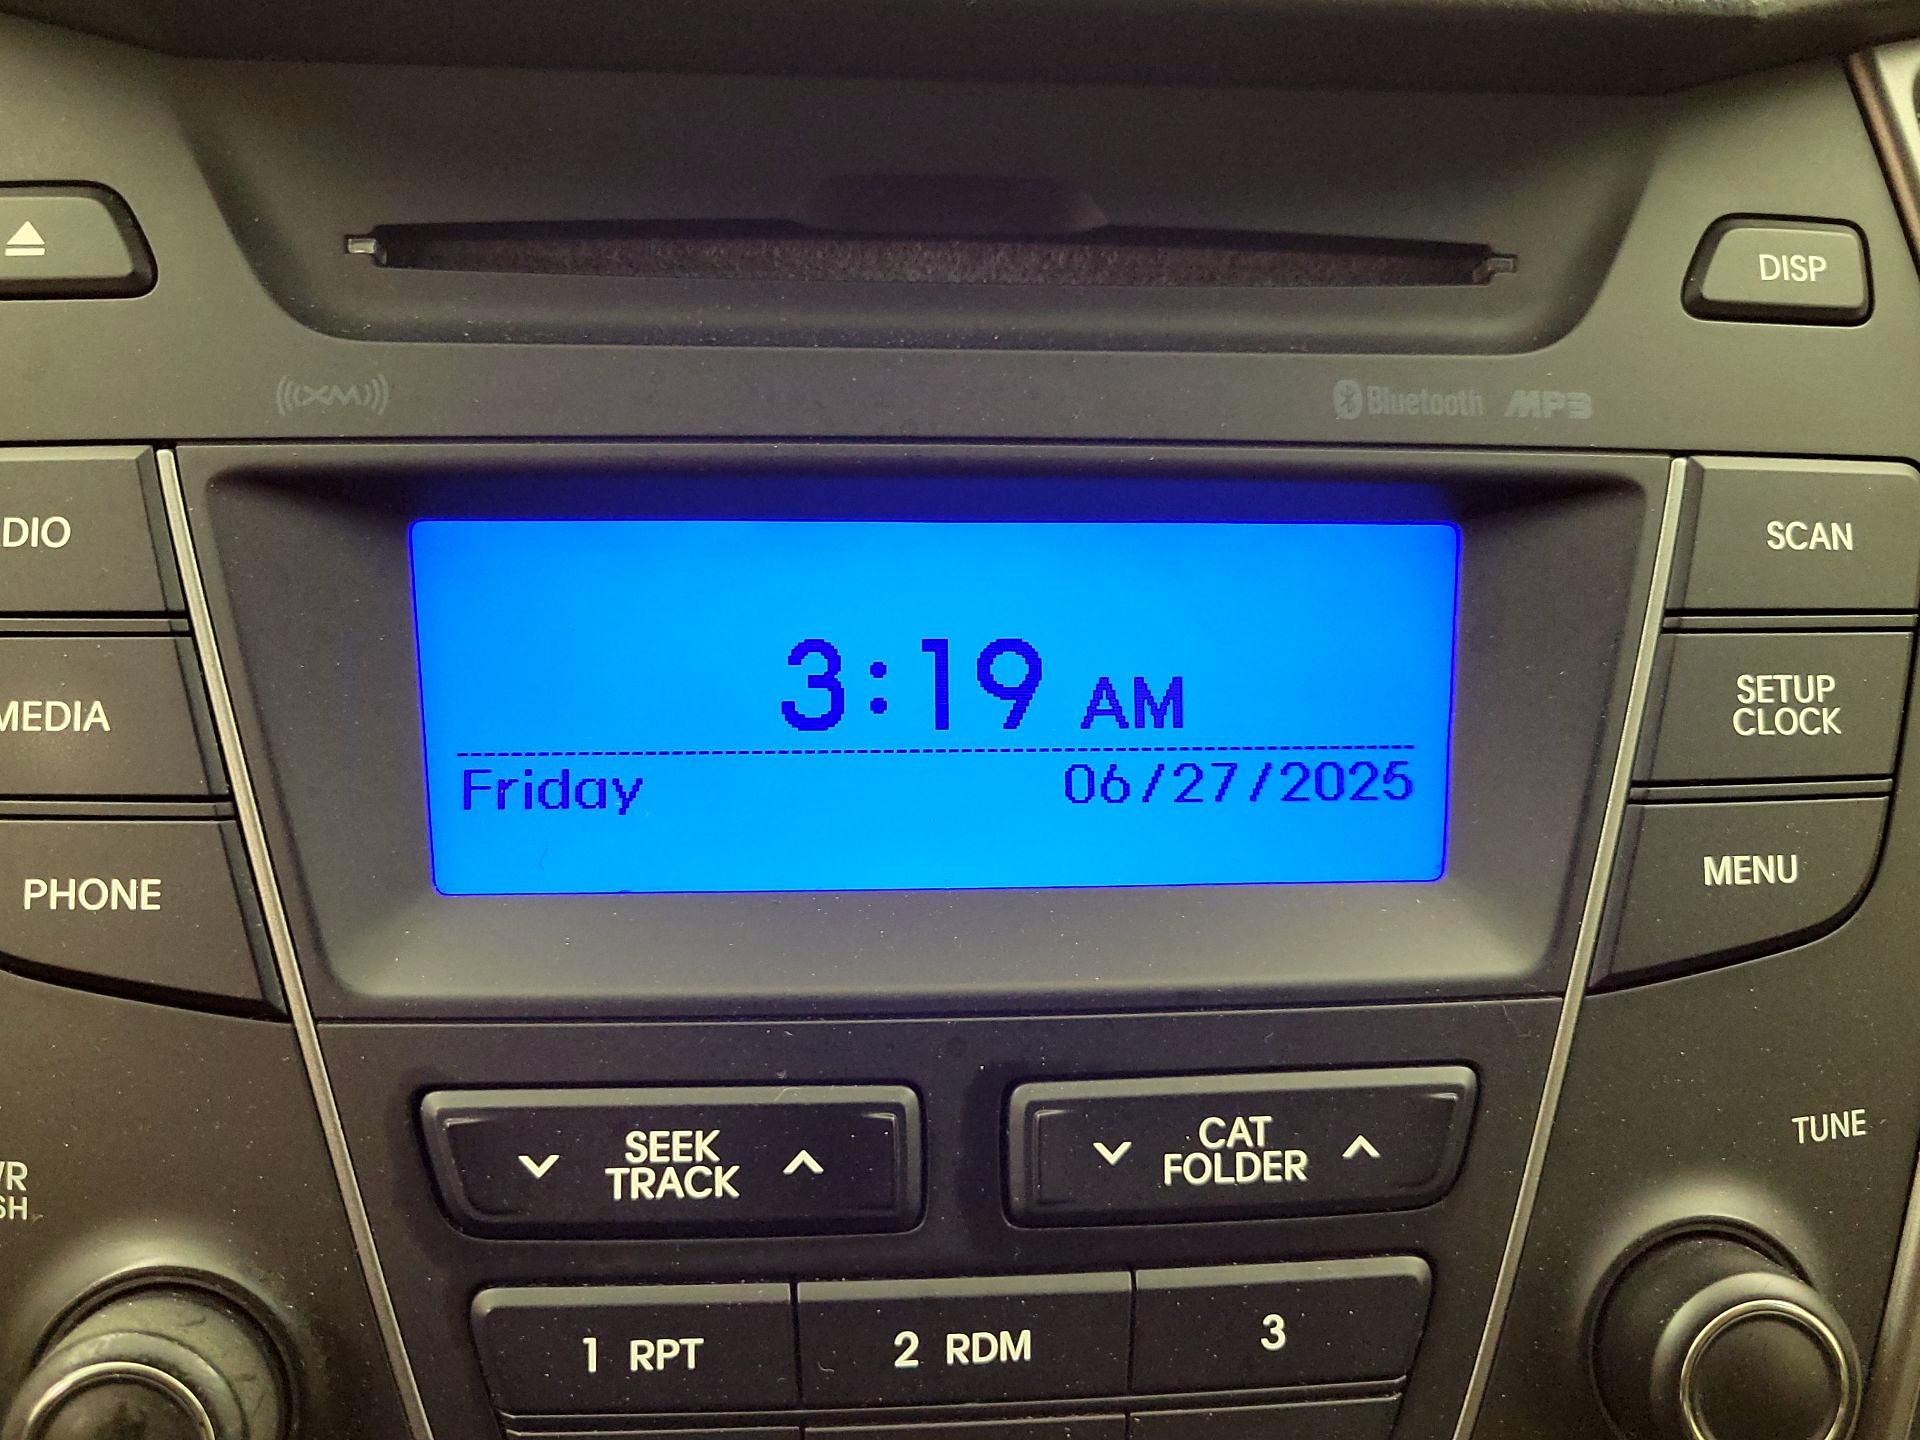 DISP
XM
Bluetooth MP3
DIO
SCAN
MEDIA
3:19 AM
SETUP
CLOCK
Friday 06/27/2025
PHONE
MENU
SEEK
TRACK
CAT
FOLDER
TUNE
1 RPT
2 RDM
3